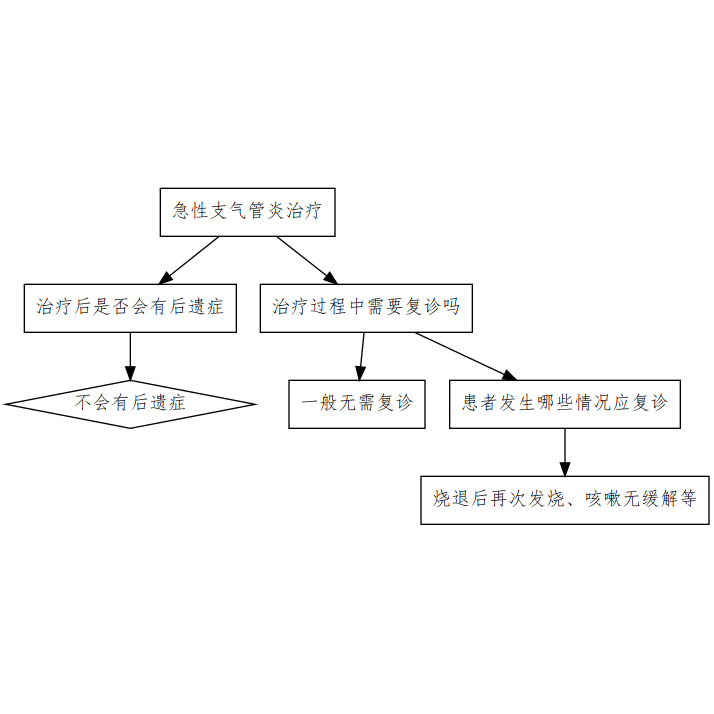 急性支气管炎治疗
治疗后是否会有后遗症
治疗过程中需要复诊吗
不会有后遗症
一般无需复诊
患者发生哪些情况应复诊
烧退后再次发烧、咳嗽无缓解等